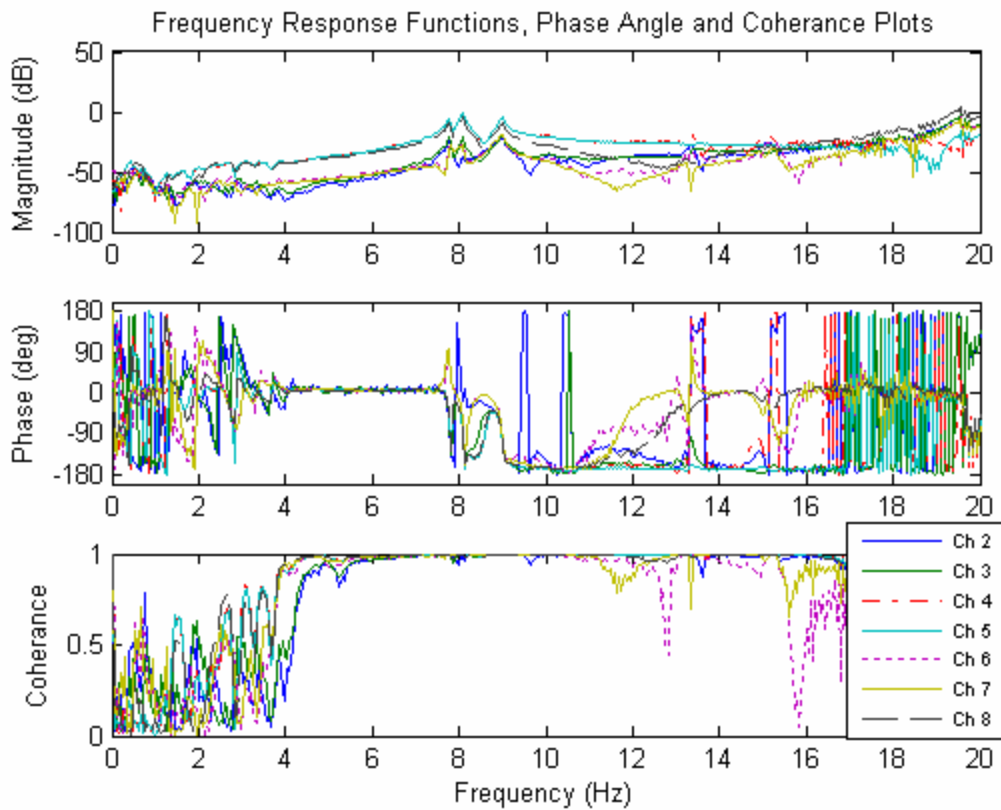 Frequency Response Functions, Phase Angle and Coherance Plots
Magnitude (dB)
50
0
-50
-100
0 2 4 6 8 10 12 14 16 18 20
Phase (deg)
180
90
0
-90
-180
0 2 4 6 8 10 12 14 16 18 20
Coherance
1
0.5
0
0 2 4 6 8 10 12 14 16 18 20
Frequency (Hz)
Ch 2
Ch 3
Ch 4
Ch 5
Ch 6
Ch 7
Ch 8